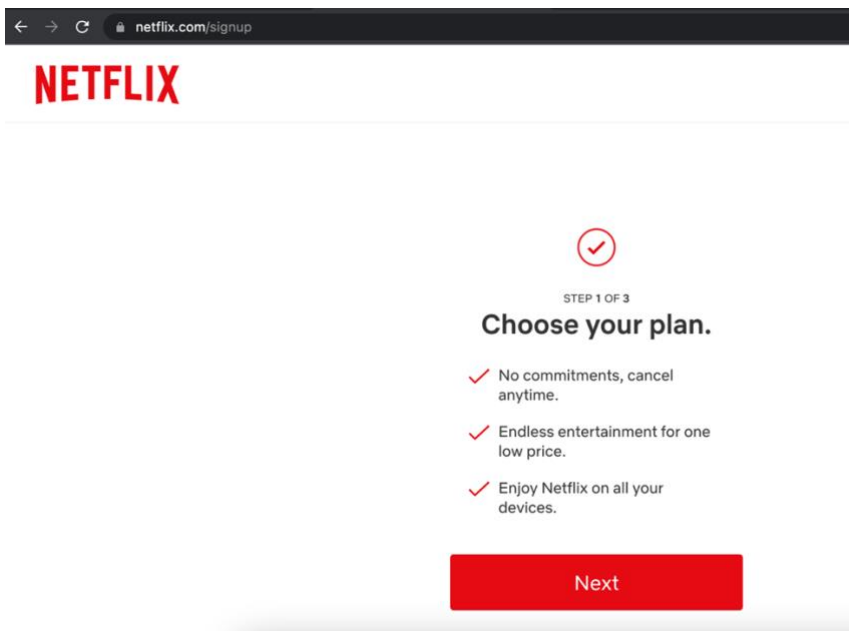 netflix.com/signup
NETFLIX
STEP 1 OF 3
Choose your plan.
No commitments, cancel
anytime.
Endless entertainment for one
low price.
Enjoy Netflix on all your
devices.
Next